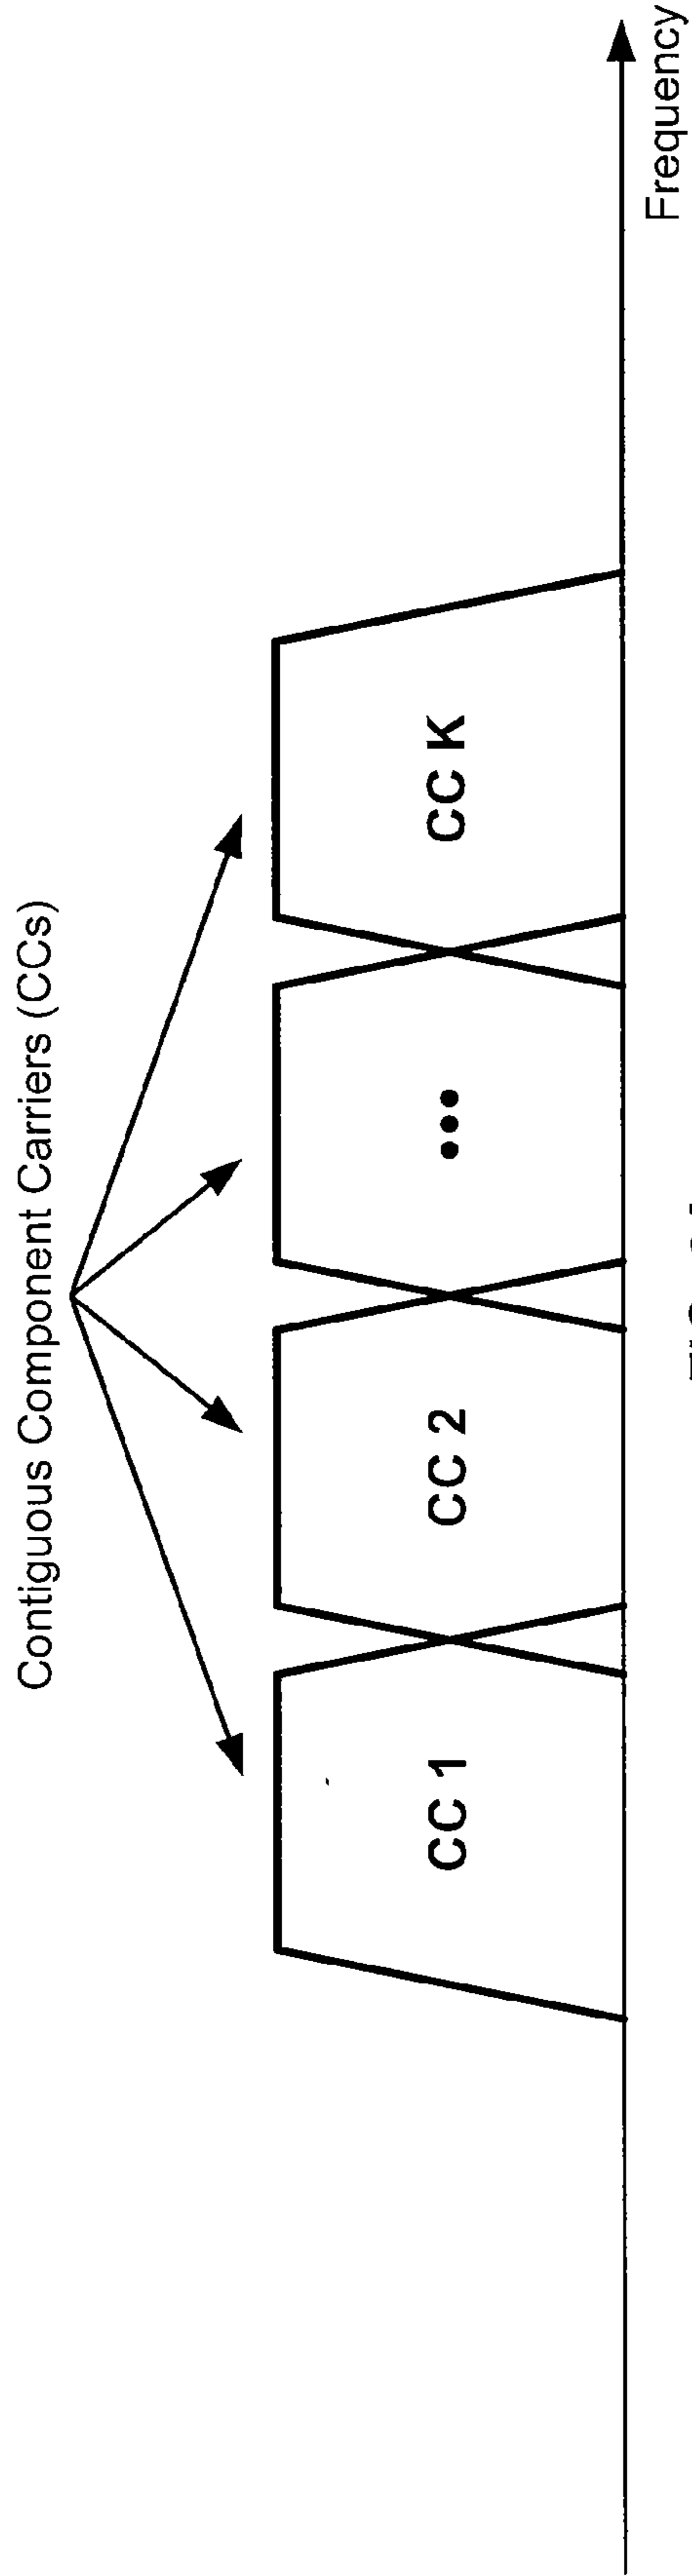 Contiguous Component Carriers (CCs)
CC 1
CC 2
•••
CC K
Frequency